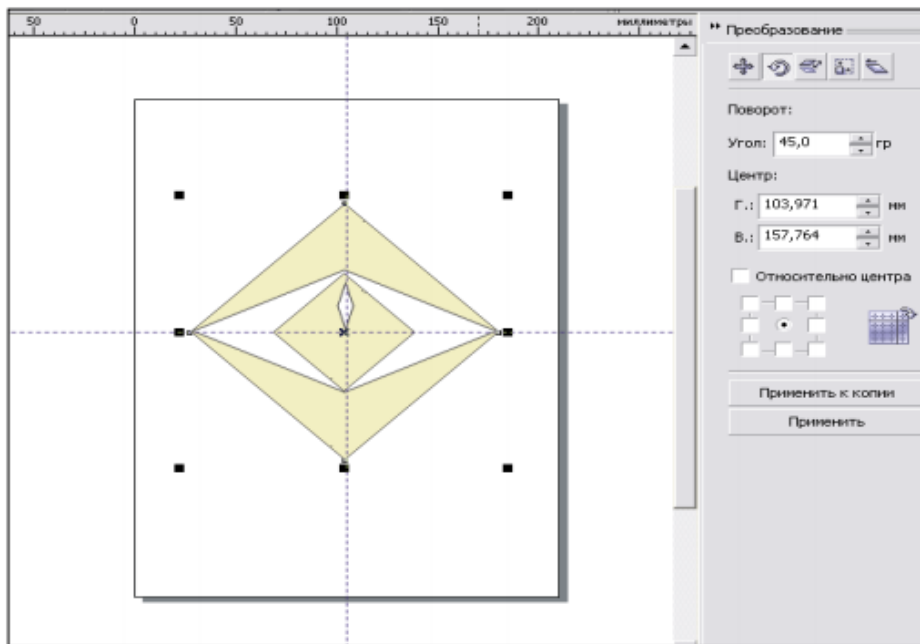 50 0 50 100 150 200 миллиметры
Преобразование
Поворот:
Угол: 45,0 гр
Центр:
Г.: 103,971 мм
В.: 157,764 мм
Относительно центра
Применить к копии
Применить